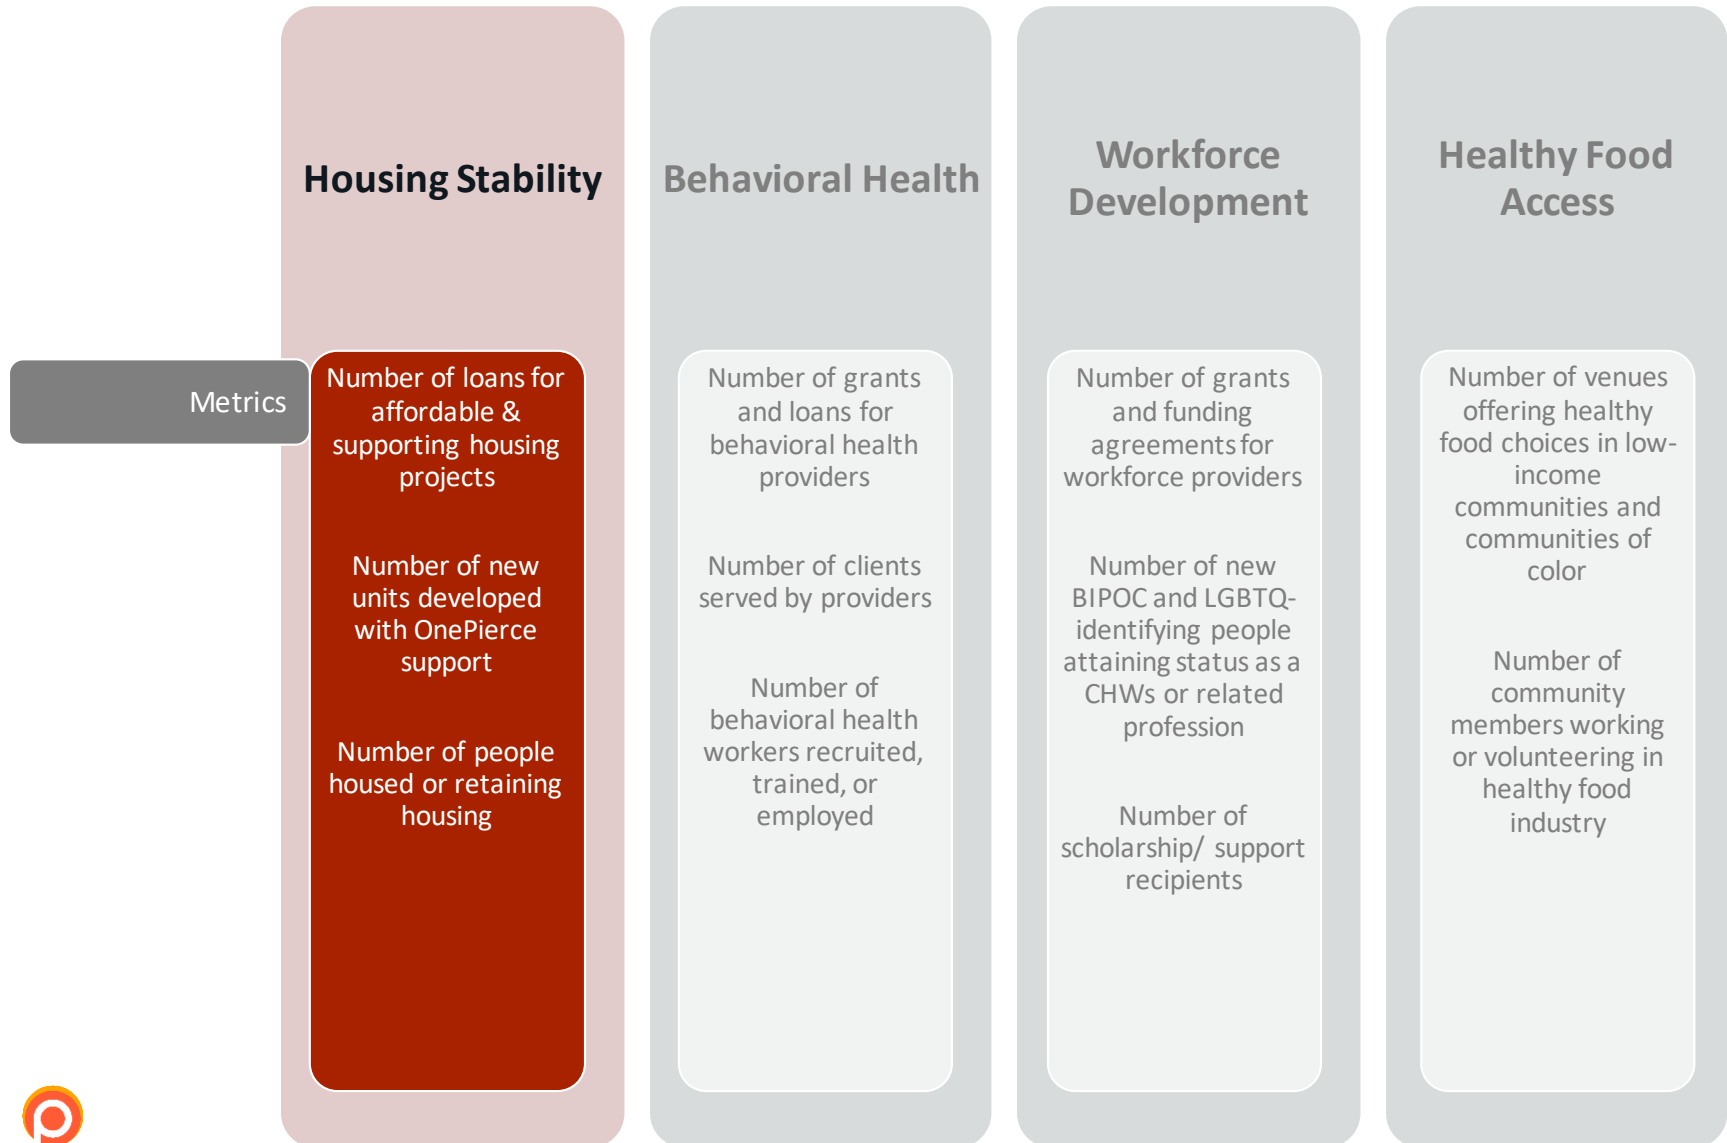 Housing Stability
Behavioral Health
Workforce
Development
Healthy Food
Access
Metrics
Number of loans for
affordable &
supporting housing
projects
Number of new
units developed
with OnePierce
support
Number of people
housed or retaining
housing
Number of grants
and loans for
behavioral health
providers
Number of clients
served by providers
Number of
behavioral health
workers recruited,
trained, or
employed
Number of grants
and funding
agreements for
workforce providers
Number of new
BIPOC and LGBTQ-
identifying people
attaining status as a
CHWs or related
profession
Number of
scholarship/ support
recipients
Number of venues
offering healthy
food choices in low-
income
communities and
communities of
color
Number of
community
members working
or volunteering in
healthy food
industry